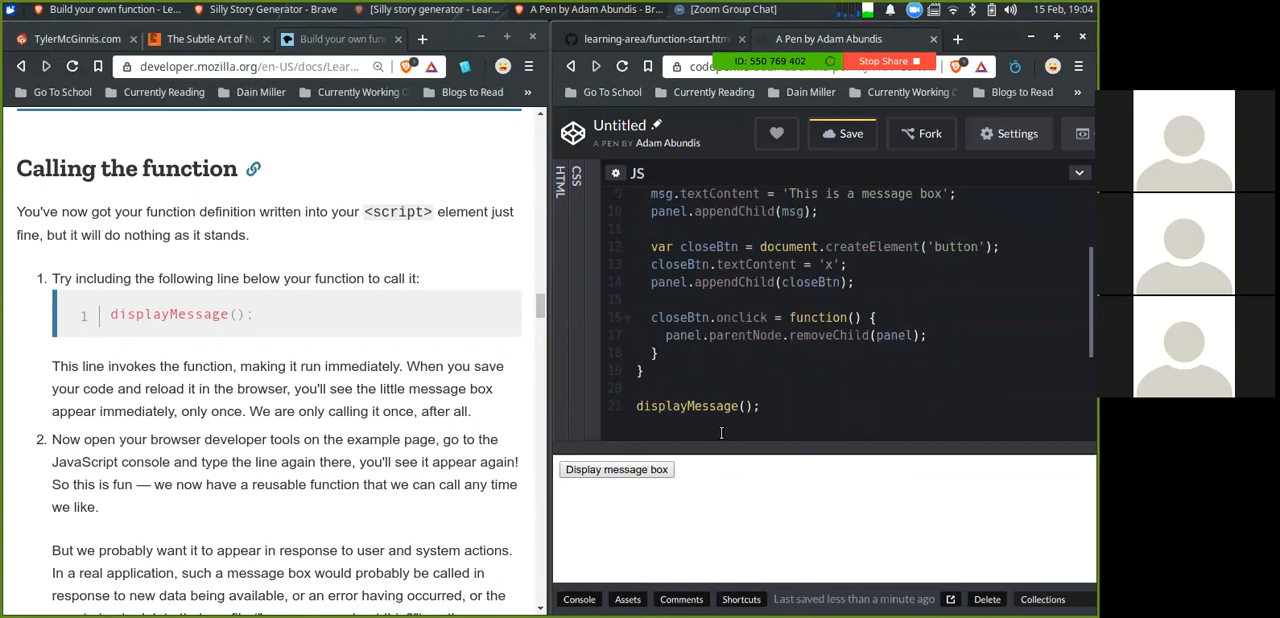 Build your own function - Le...
Silly Story Generator - Brave
[Silly story generator - Lear...
A Pen by Adam Abundis - Br...
[Zoom Group Chat]
15 Feb, 19:04
TylerMcGinnis.com
The Subtle Art of N
Build your own fun
developer.mozilla.org/en-US/docs/Lear...
Go To School
Currently Reading
Dain Miller
Currently Working
Blogs to Read
»
Calling the function
You've now got your function definition written into your <script> element just
fine, but it will do nothing as it stands.
1. Try including the following line below your function to call it:
1 displayMessage();
This line invokes the function, making it run immediately. When you save
your code and reload it in the browser, you'll see the little message box
appear immediately, only once. We are only calling it once, after all.
2. Now open your browser developer tools on the example page, go to the
JavaScript console and type the line again there, you'll see it appear again!
So this is fun — we now have a reusable function that we can call any time
we like.
But we probably want it to appear in response to user and system actions.
In a real application, such a message box would probably be called in
response to new data being available, or an error having occurred, or the
learning-area/function-start.htm
A Pen by Adam Abundis
ID: 550 769 402
Stop Share
Go To School
Currently Reading
Dain Miller
Currently Working
Blogs to Read
»
Untitled
A PEN BY Adam Abundis
Save
Fork
Settings
HTML
CSS
JS
9 msg.textContent = 'This is a message box';
10 panel.appendChild(msg);
11
12 var closeBtn = document.createElement('button');
13 closeBtn.textContent = 'x';
14 panel.appendChild(closeBtn);
15
16 closeBtn.onclick = function() {
17 panel.parentNode.removeChild(panel);
18 }
19 }
20
21 displayMessage();
Display message box
Console
Assets
Comments
Shortcuts
Last saved less than a minute ago
Delete
Collections